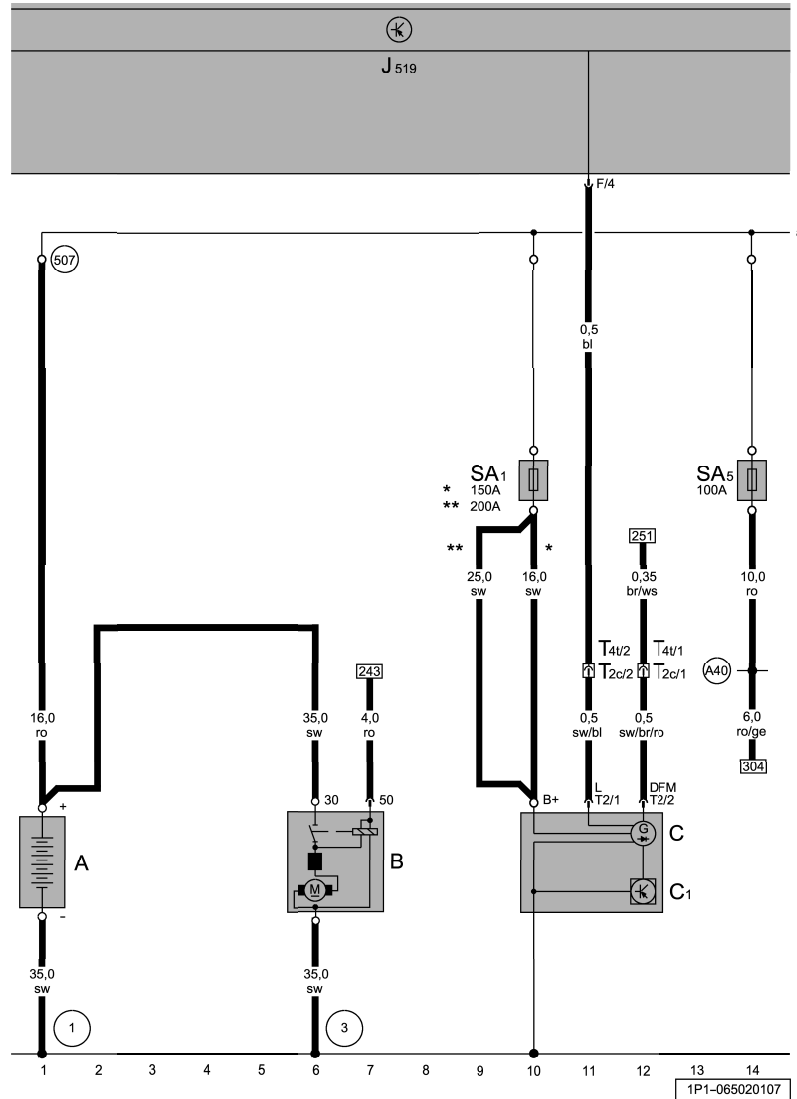 J 519
F/4
507
0,5
bl
SA1
* 150A
** 200A
SA5
100A
**
*
251
25,0
sw
16,0
sw
0,35
br/ws
10,0
ro
T4t/2
T4t/1
T2c/2
T2c/1
A40
243
16,0
ro
35,0
sw
4,0
ro
0,5
sw/bl
0,5
sw/br/ro
6,0
ro/ge
304
+
30
50
B+
L
T2/1
DFM
T2/2
A
B
M
G
C
C1
-
35,0
sw
35,0
sw
1
3
1 2 3 4 5 6 7 8 9 10 11 12 13 14
1P1-065020107